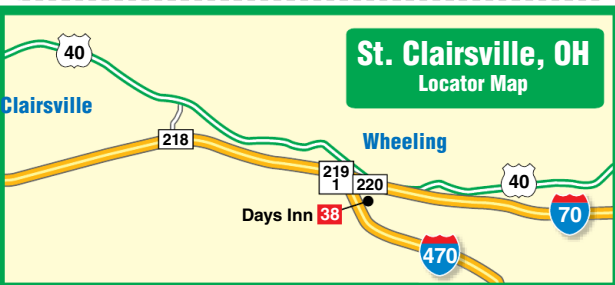 St. Clairsville, OH
Locator Map
40
Clairsville
218
Wheeling
219
1
220
40
Days Inn 38
70
470